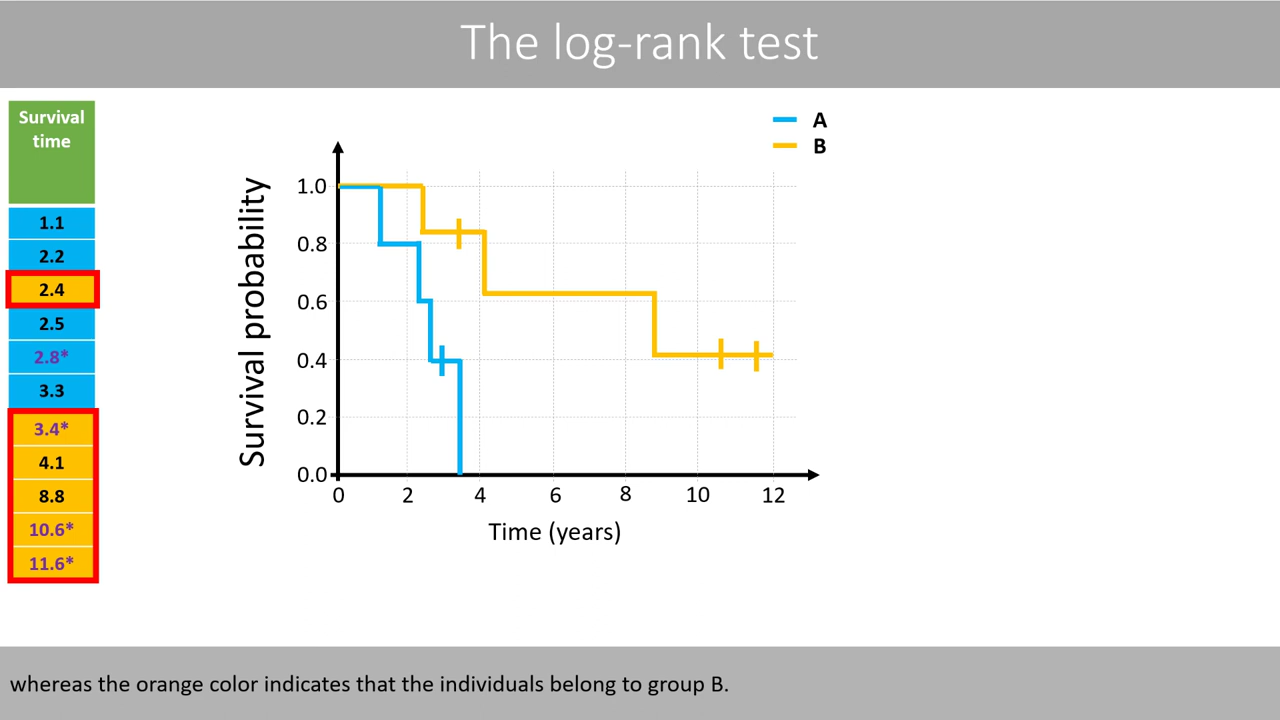 The log-rank test
Survival
time
1.1
2.2
2.4
2.5
2.8*
3.3
3.4*
4.1
8.8
10.6*
11.6*
A
B
Survival probability
1.0
0.8
0.6
0.4
0.2
0.0
0 2 4 6 8 10 12
Time (years)
whereas the orange color indicates that the individuals belong to group B.